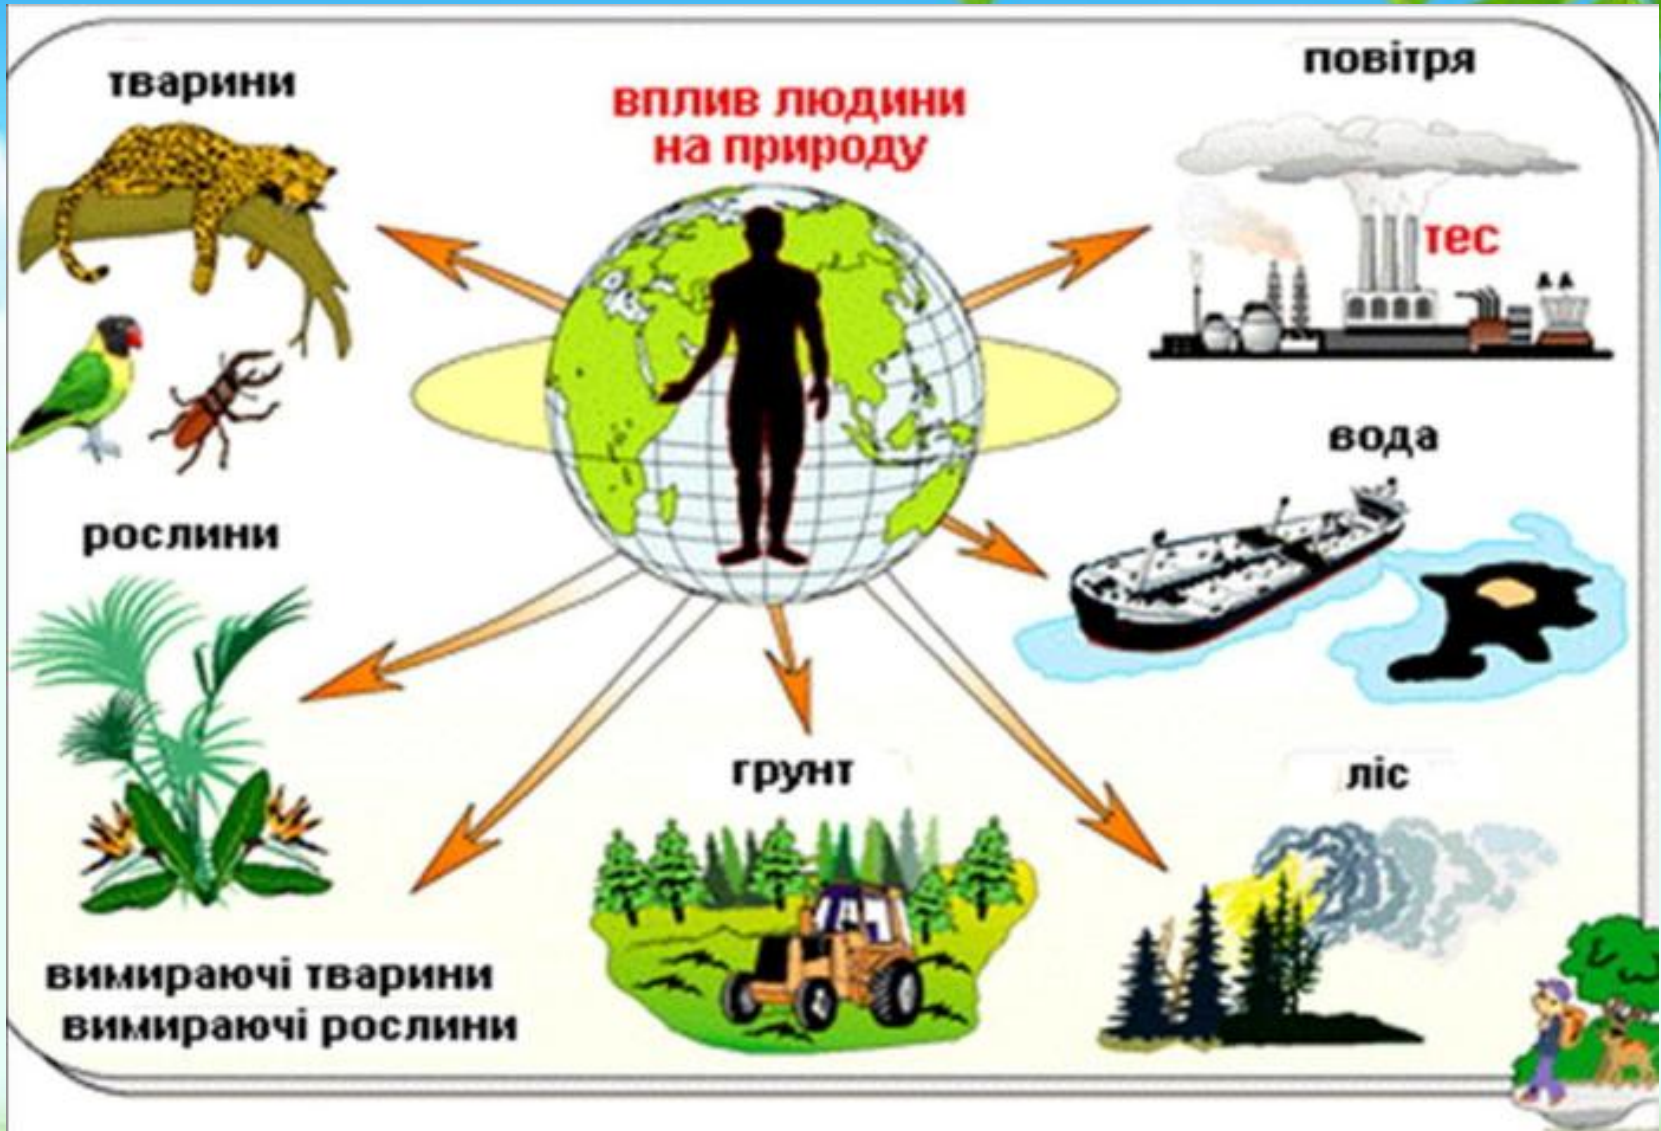 тварини
вплив людини
на природу
повітря
тес
вода
рослини
грунт
ліс
вимираючі тварини
вимираючі рослини